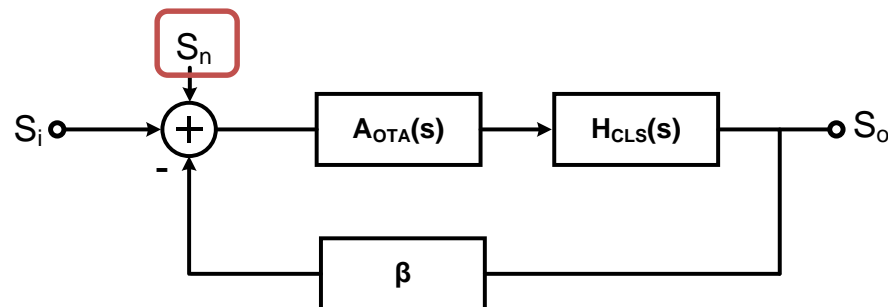 Sn
Si
+
AOTA(s)
HCLS(s)
So
-
β